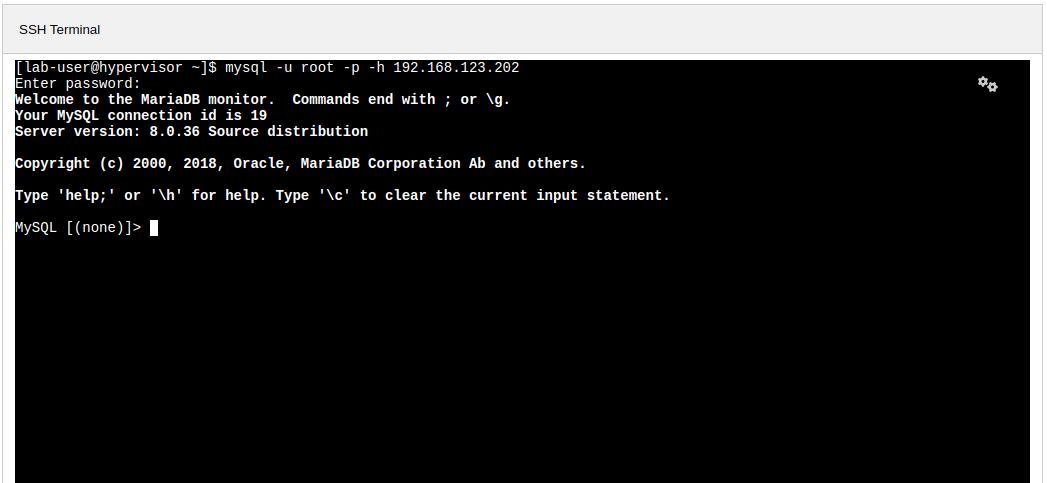 SSH Terminal
[lab-user@hypervisor ~]$ mysql -u root -p -h 192.168.123.202
Enter password:
Welcome to the MariaDB monitor.  Commands end with ; or \g.
Your MySQL connection id is 19
Server version: 8.0.36 Source distribution
Copyright (c) 2000, 2018, Oracle, MariaDB Corporation Ab and others.
Type 'help;' or '\h' for help. Type '\c' to clear the current input statement.
MySQL [(none)]>